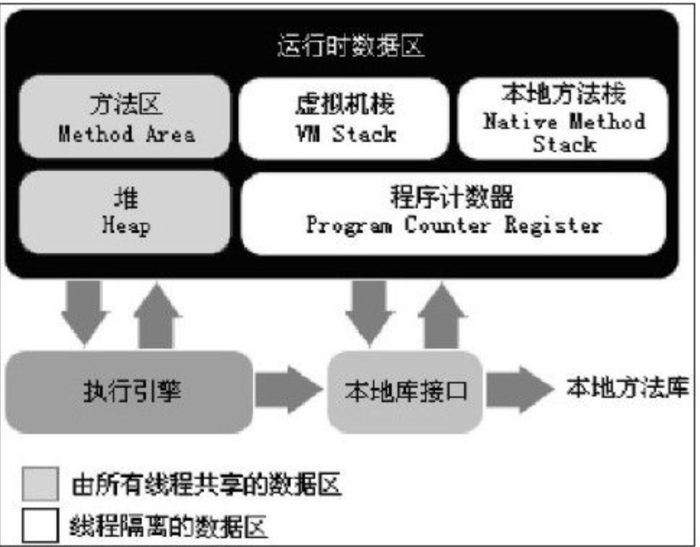 运行时数据区
方法区
Method Area
虚拟机栈
VM Stack
本地方法栈
Native Method
Stack
堆
Heap
程序计数器
Program Counter Register
执行引擎
本地库接口
本地方法库
由所有线程共享的数据区
线程隔离的数据区